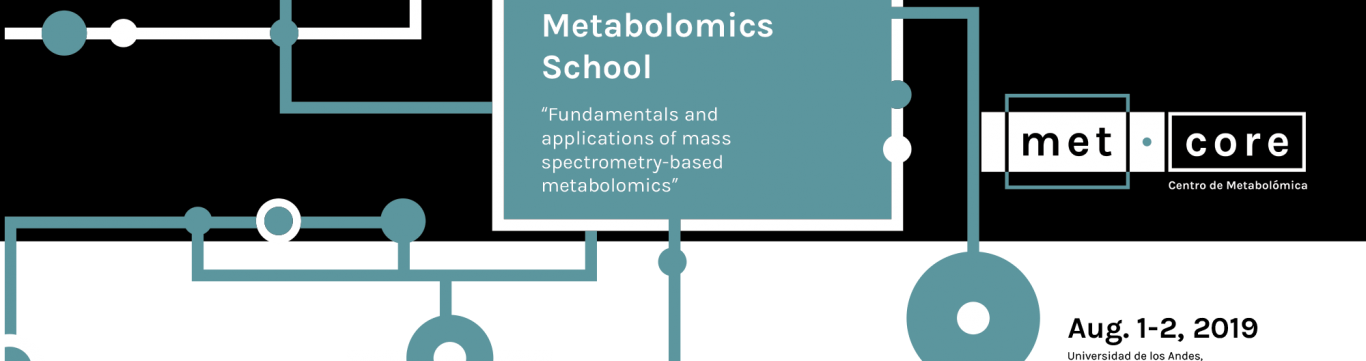 Metabolomics
School
“Fundamentals and
applications of mass
spectrometry-based
metabolomics”
met · core
Centro de Metabolómica
Aug. 1-2, 2019
Universidad de los Andes,